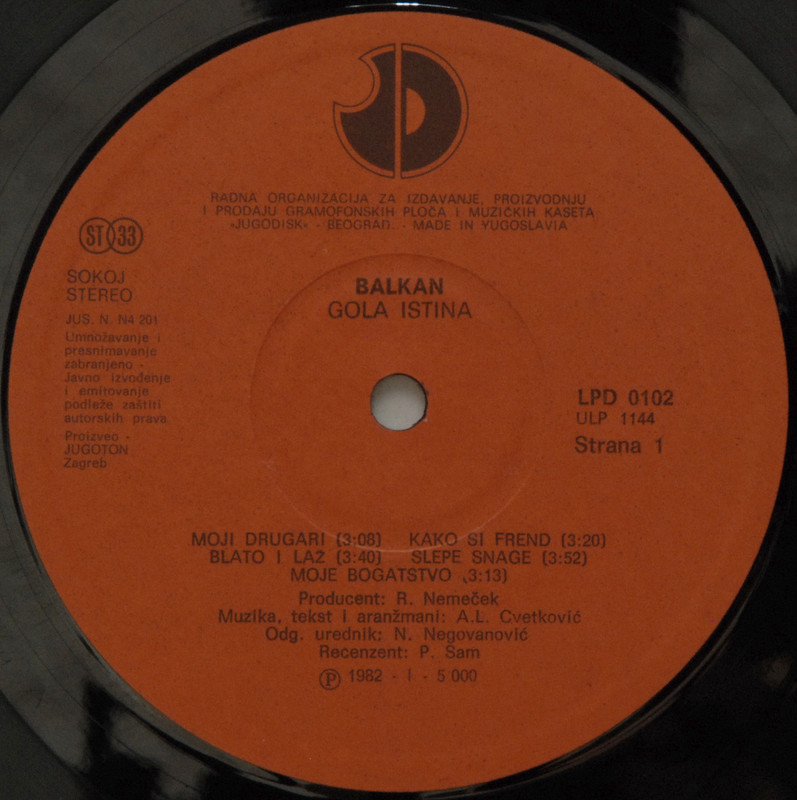 RADNA ORGANIZACIJA ZA IZDAVANJE, PROIZVODNJU
I PRODAJU GRAMOFONSKIH PLOČA I MUZIČKIH KASETA
»JUGODISK« - BEOGRAD. - MADE IN YUGOSLAVIA
ST 33
SOKOJ
STEREO
JUS. N. N4 201
Umnožavanje i
presnimavanje
zabranjeno -
Javno izvođenje
i emitovanje
podleže zaštiti
autorskih prava
Proizveo -
JUGOTON
Zagreb
BALKAN
GOLA ISTINA
LPD 0102
ULP 1144
Strana 1
MOJI DRUGARI (3:08) KAKO SI FREND (3:20)
BLATO I LAŽ (3:40) SLEPE SNAGE (3:52)
MOJE BOGATSTVO (3:13)
Producent: R. Nemeček
Muzika, tekst i aranžmani: A.L. Cvetković
Odg. urednik: N. Negovanović
Recenzent: P. Šam
Ⓟ 1982 - I - 5 000